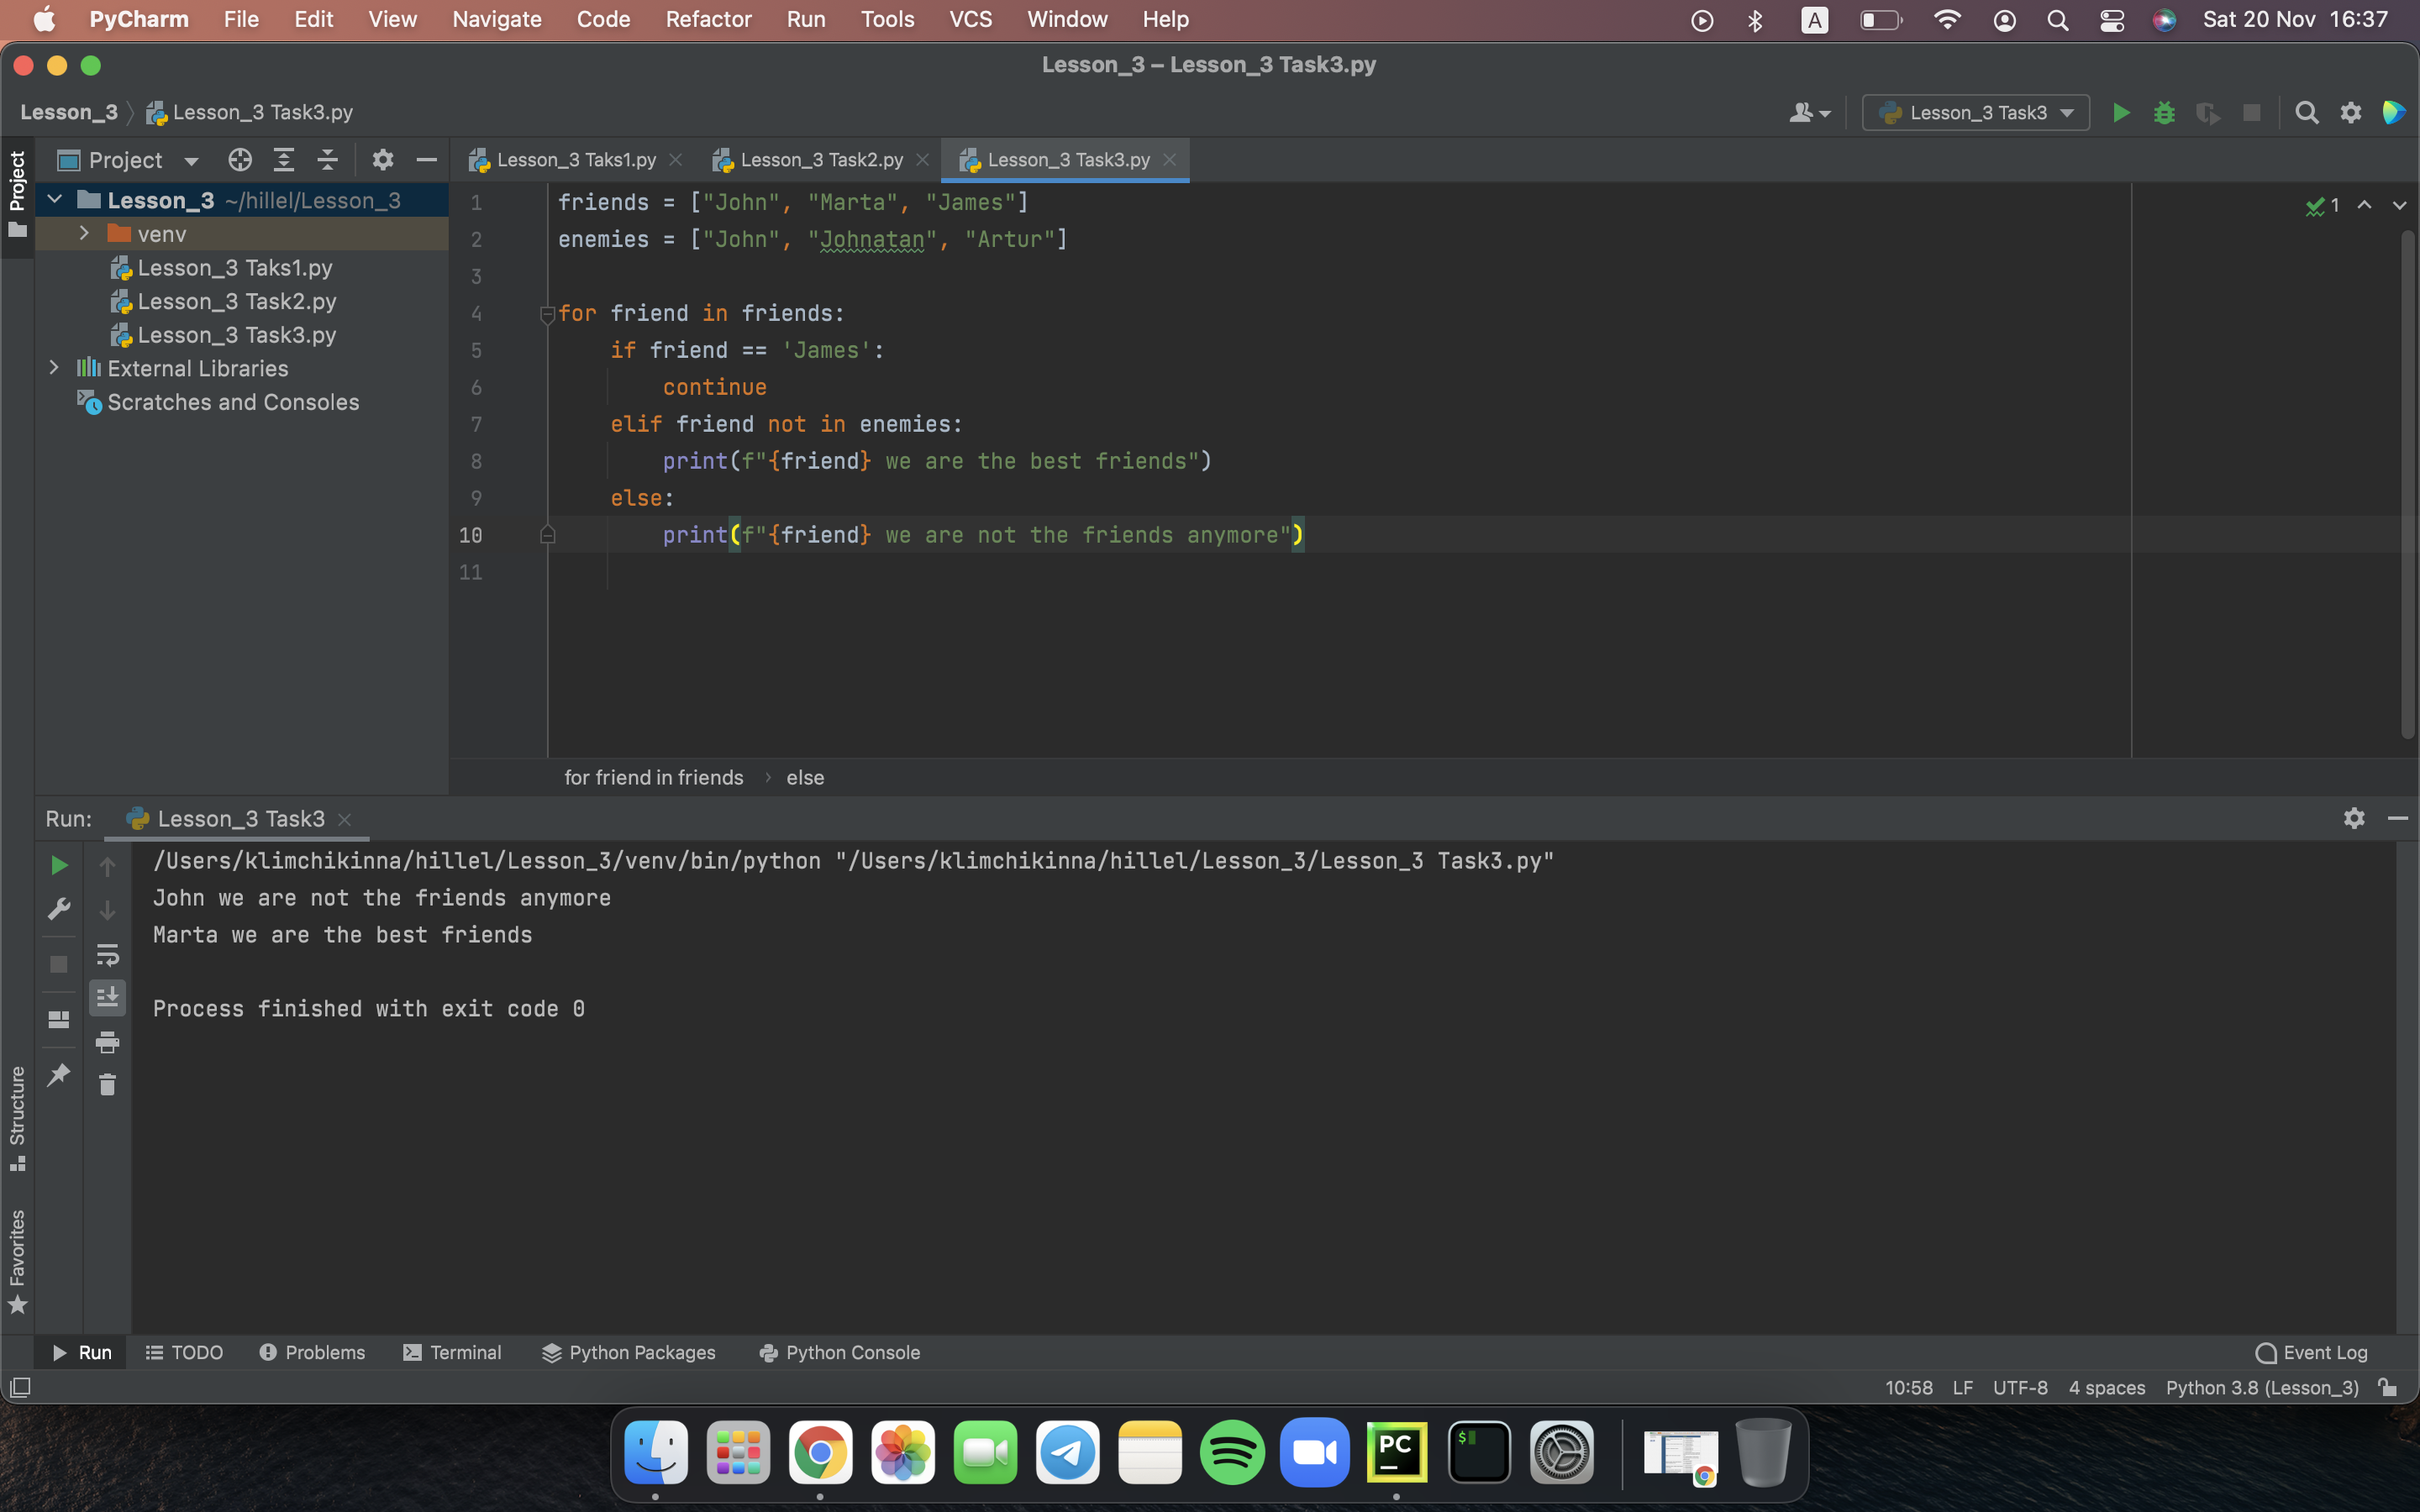 PyCharm File Edit View Navigate Code Refactor Run Tools VCS Window Help A Sat 20 Nov 16:37
Lesson_3 – Lesson_3 Task3.py
Lesson_3 Lesson_3 Task3.py Lesson_3 Task3
Project Project Lesson_3 Taks1.py Lesson_3 Task2.py Lesson_3 Task3.py
Lesson_3 ~/hillel/Lesson_3
venv
Lesson_3 Taks1.py
Lesson_3 Task2.py
Lesson_3 Task3.py
External Libraries
Scratches and Consoles
1 friends = ["John", "Marta", "James"] 1
2 enemies = ["John", "Johnatan", "Artur"]
3
4 for friend in friends:
5 if friend == 'James':
6 continue
7 elif friend not in enemies:
8 print(f"{friend} we are the best friends")
9 else:
10 print(f"{friend} we are not the friends anymore")
11
for friend in friends › else
Run: Lesson_3 Task3
/Users/klimchikinna/hillel/Lesson_3/venv/bin/python "/Users/klimchikinna/hillel/Lesson_3/Lesson_3 Task3.py"
John we are not the friends anymore
Marta we are the best friends
Process finished with exit code 0
Structure
Favorites
Run TODO Problems Terminal Python Packages Python Console Event Log
10:58 LF UTF-8 4 spaces Python 3.8 (Lesson_3)
PC
$